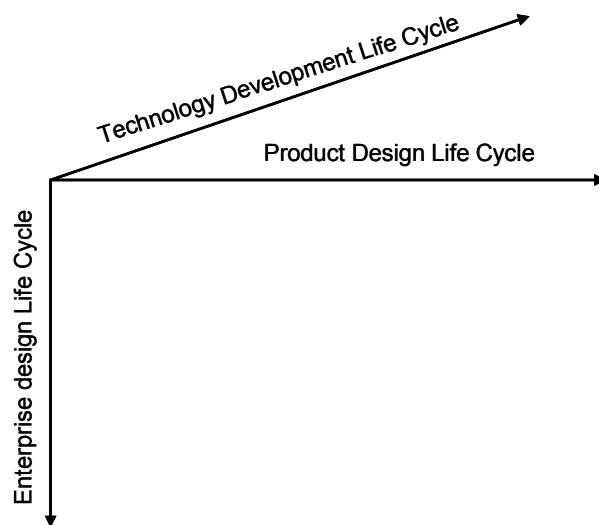 Technology Development Life Cycle
Product Design Life Cycle
Enterprise design Life Cycle